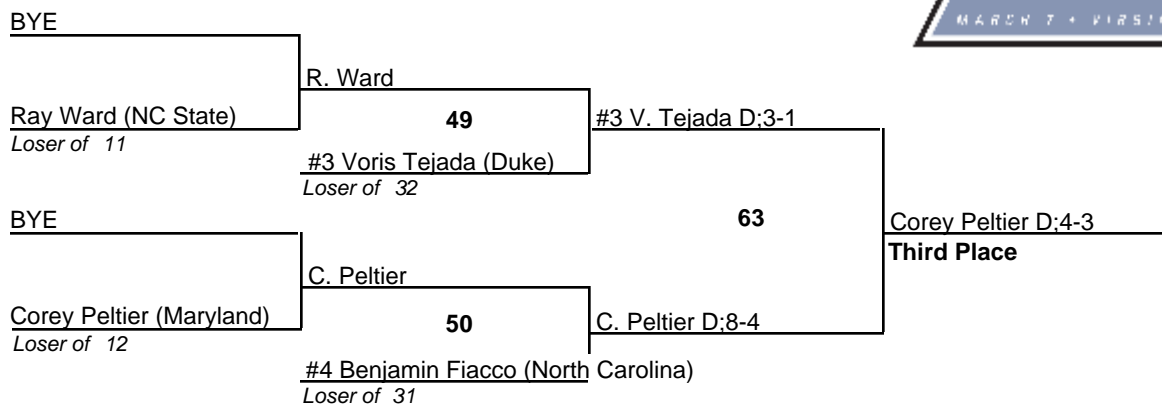 BYE
MARCH 7 •
R. Ward
Ray Ward (NC State)
49
#3 V. Tejada D;3-1
Loser of 11
#3 Voris Tejada (Duke)
Loser of 32
BYE
63
Corey Peltier D;4-3
Third Place
C. Peltier
Corey Peltier (Maryland)
50
C. Peltier D;8-4
Loser of 12
#4 Benjamin Fiacco (North Carolina)
Loser of 31